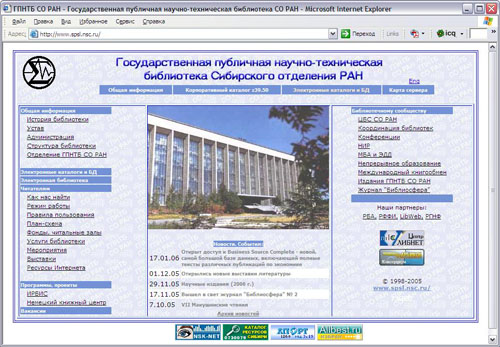 ГПНТБ СО РАН - Государственная публичная научно-техническая библиотека СО РАН - Microsoft Internet Explorer
Файл Правка Вид Избранное Сервис Справка
Адрес: http://www.spsl.nsc.ru/ Переход Links icq
Государственная публичная научно-техническая
библиотека Сибирского отделения РАН
Eng
Общая информация Корпоративный каталог z39.50 Электронные каталоги и БД Карта сервера
Общая информация
История библиотеки
Устав
Администрация
Структура библиотеки
Отделение ГПНТБ СО РАН
Электронные каталоги и БД
Электронная библиотека
Читателям
Как нас найти
Режим работы
Правила пользования
План-схема
Фонды, читальные залы
Услуги библиотеки
Мероприятия
Выставки
Ресурсы Интернета
Программы, проекты
ИРБИС
Ненецкий книжный центр
Вакансии
Новости. События:
17.01.06 Открыт доступ к Business Source Complete - новой,
самой большой базе данных, включающей полные
тексты различных публикаций по экономике
01.12.05 Открылись новые выставки литературы
29.11.05 Научные издания (2006 г.)
17.11.05 Вышел в свет журнал "Библиосфера" № 2
7.10.05 VII Макушинские чтения
Архив новостей
Библиотечному сообществу
ЦБС СО РАН
Координация библиотек
Конференции
НИР
МБА и ЭДД
Непрерывное образование
Международный книгообмен
Издания ГПНТБ СО РАН
Журнал "Библиосфера"
Наши партнеры:
РБА, РФФИ, LibWeb, РГНФ
Центр
ЛИБНЕТ
© 1998-2005
www.spsl.nsc.ru/
NSK-NET
КАТАЛОГ
РЕСУРСОВ
СИБИРИ
Allbest.ru